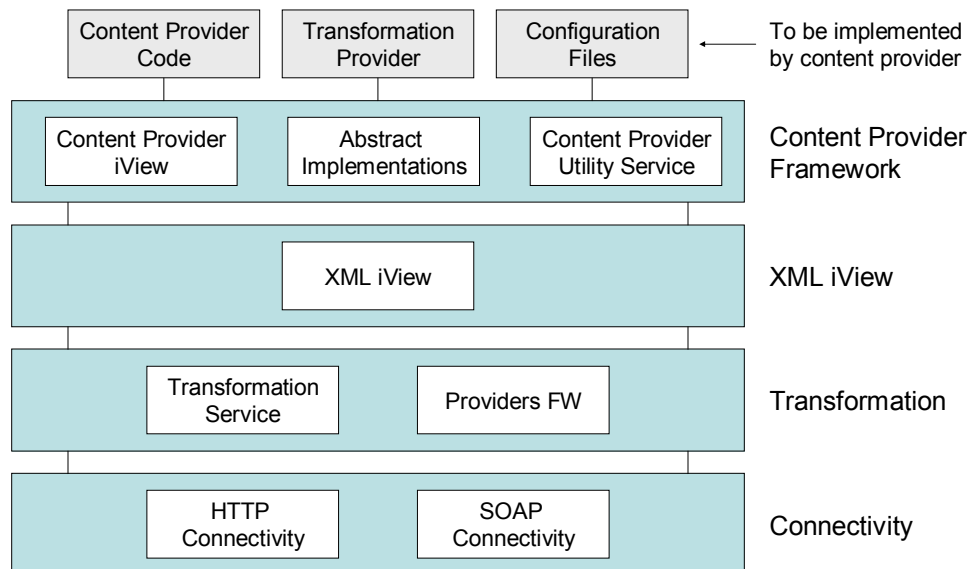 Content Provider
Code
Transformation
Provider
Configuration
Files
To be implemented
by content provider
Content Provider
iView
Abstract
Implementations
Content Provider
Utility Service
Content Provider
Framework
XML iView
XML iView
Transformation
Service
Providers FW
Transformation
HTTP
Connectivity
SOAP
Connectivity
Connectivity